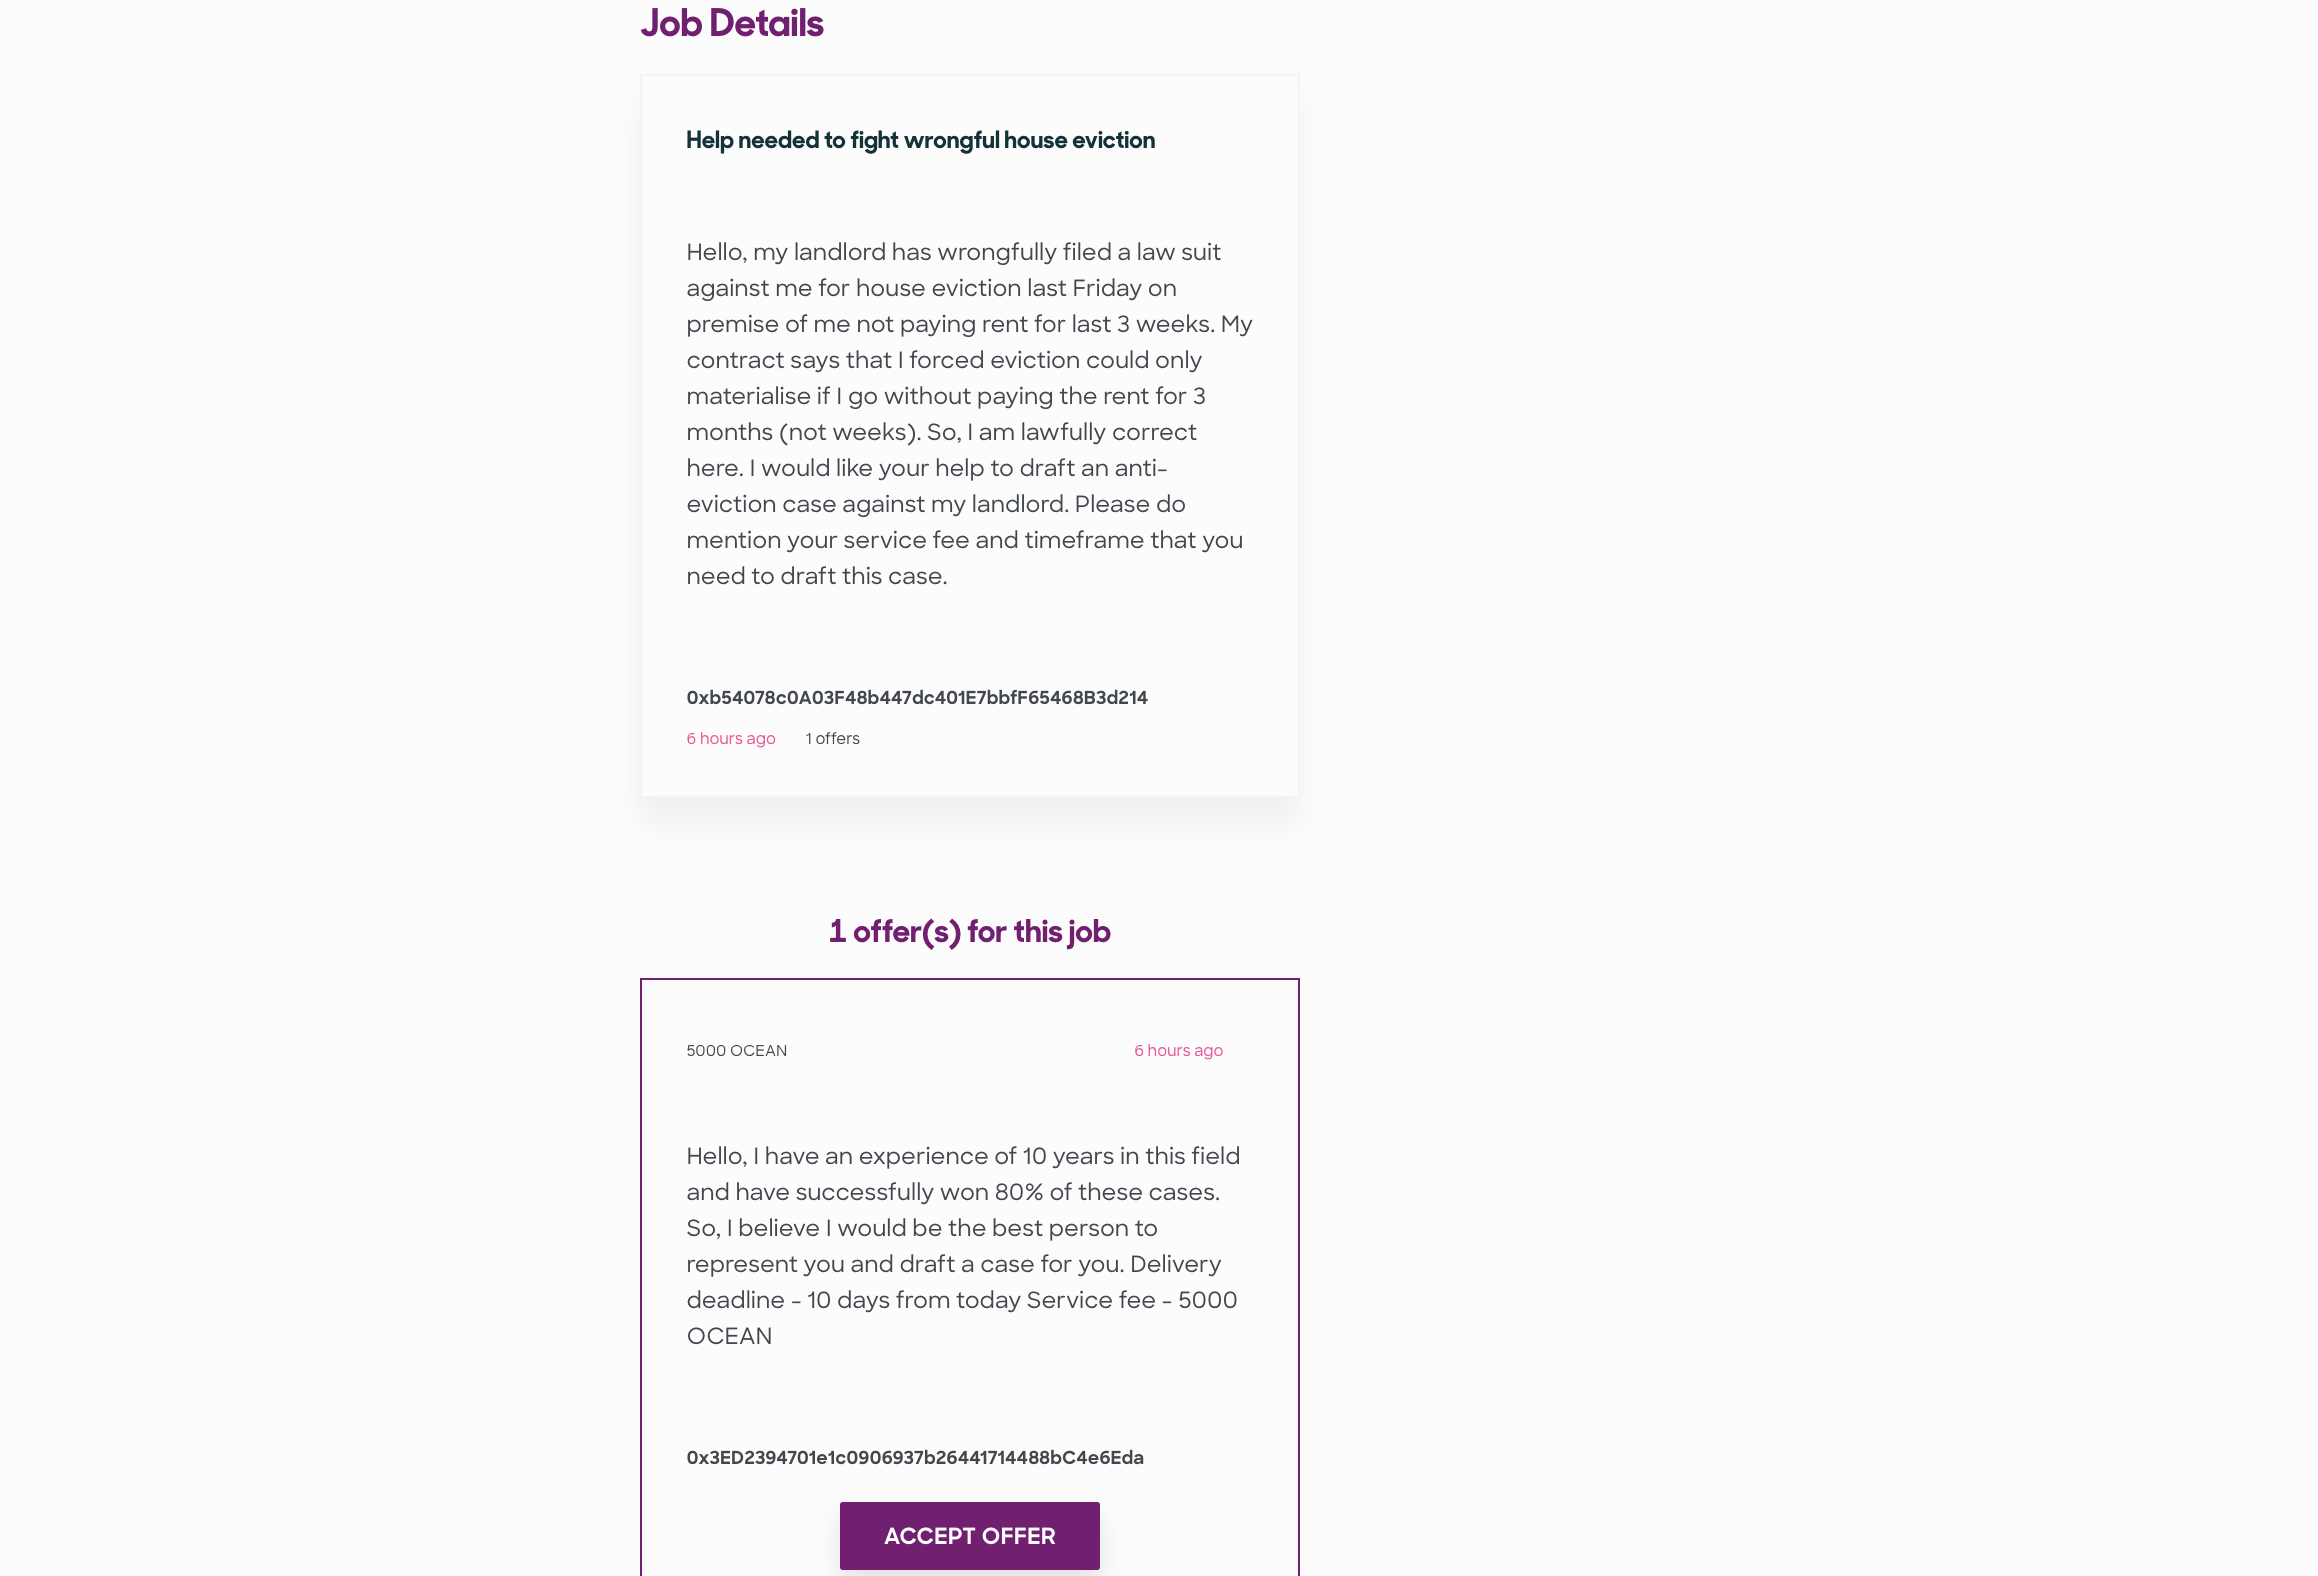 Job Details
Help needed to fight wrongful house eviction
Hello, my landlord has wrongfully filed a law suit
against me for house eviction last Friday on
premise of me not paying rent for last 3 weeks. My
contract says that I forced eviction could only
materialise if I go without paying the rent for 3
months (not weeks). So, I am lawfully correct
here. I would like your help to draft an anti-
eviction case against my landlord. Please do
mention your service fee and timeframe that you
need to draft this case.
0xb54078c0A03F48b447dc401E7bbfF65468B3d214
6 hours ago 1 offers
1 offer(s) for this job
5000 OCEAN 6 hours ago
Hello, I have an experience of 10 years in this field
and have successfully won 80% of these cases.
So, I believe I would be the best person to
represent you and draft a case for you. Delivery
deadline - 10 days from today Service fee - 5000
OCEAN
0x3ED2394701e1c0906937b26441714488bC4e6Eda
ACCEPT OFFER